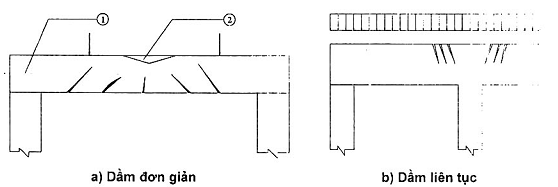 1 2
a) Dầm đơn giản
b) Dầm liên tục